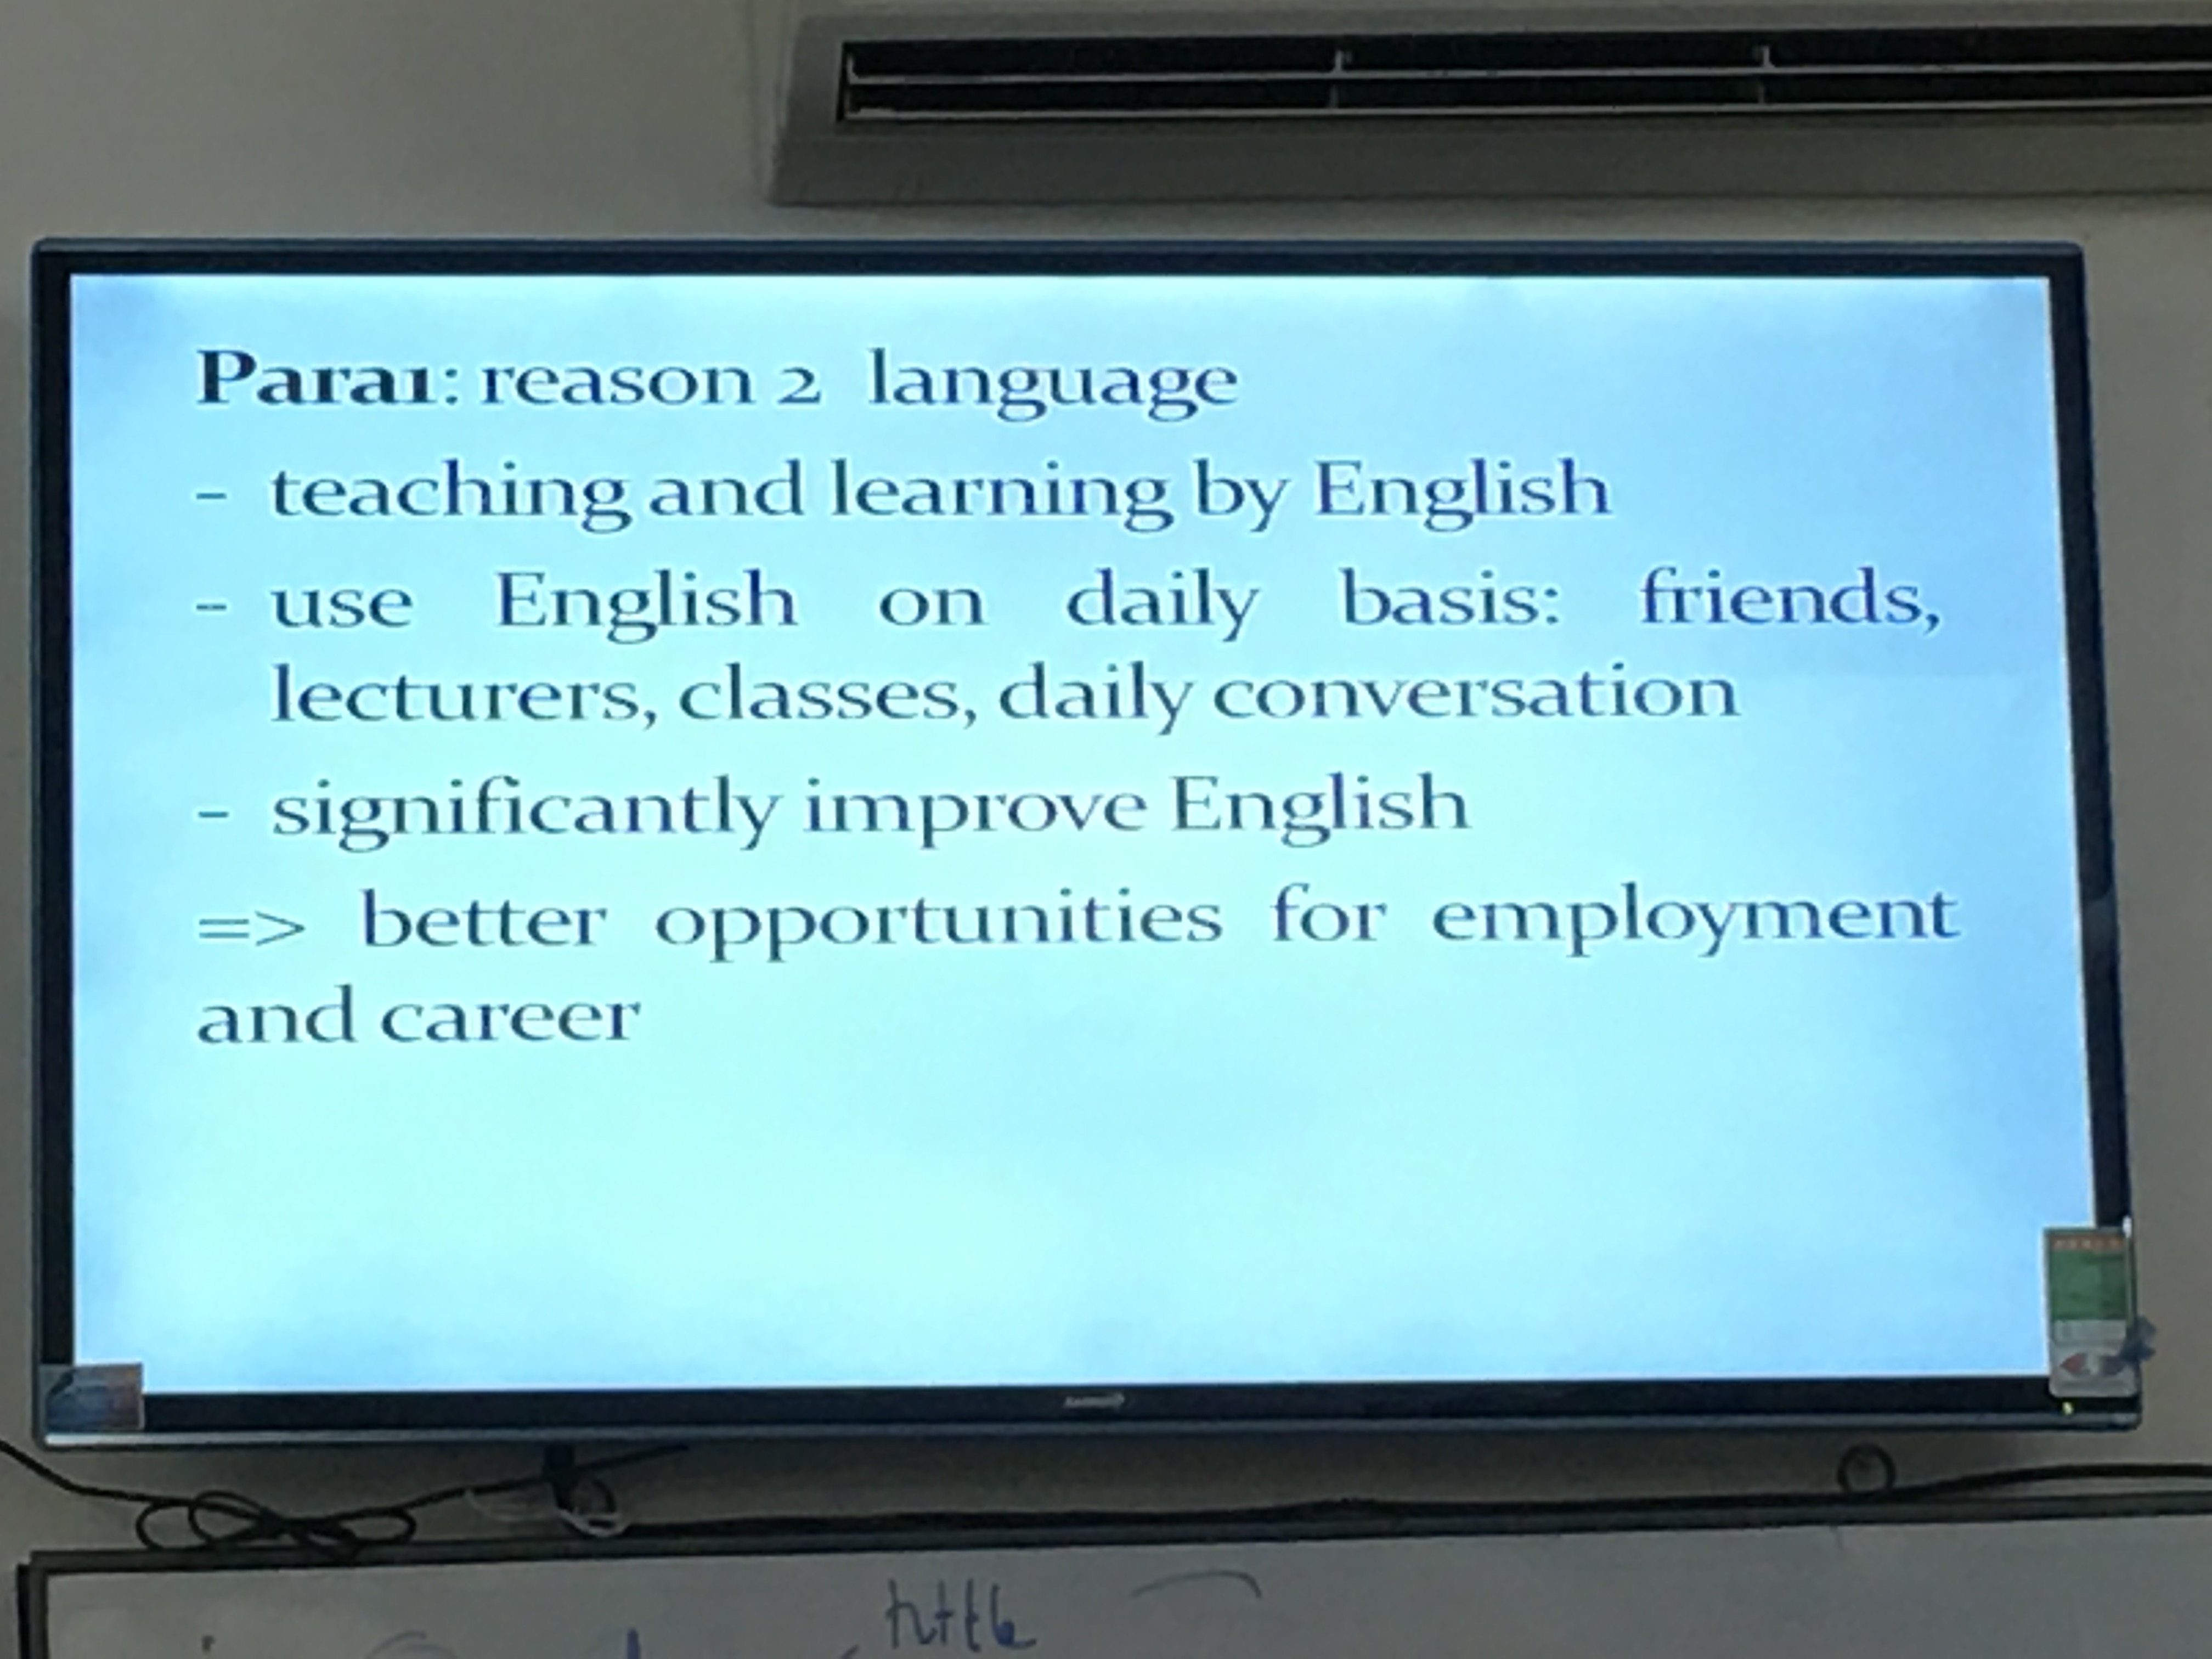 Para1: reason 2 language
- teaching and learning by English
- use English on daily basis: friends,
lecturers, classes, daily conversation
- significantly improve English
=> better opportunities for employment
and career